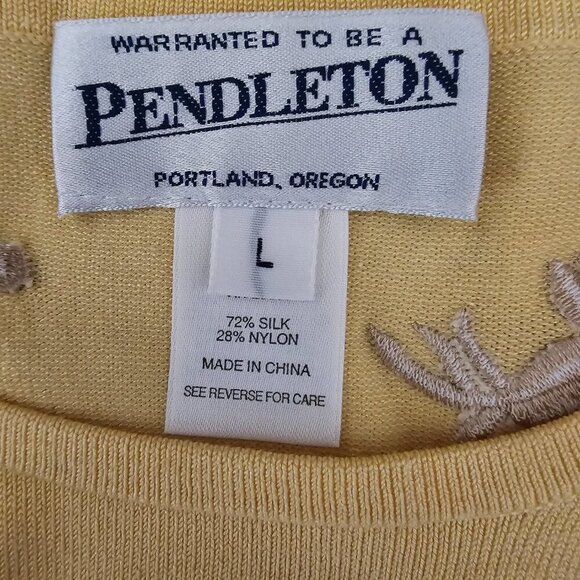 WARRANTED TO BE A
PENDLETON
PORTLAND, OREGON
L
72% SILK
28% NYLON
MADE IN CHINA
SEE REVERSE FOR CARE